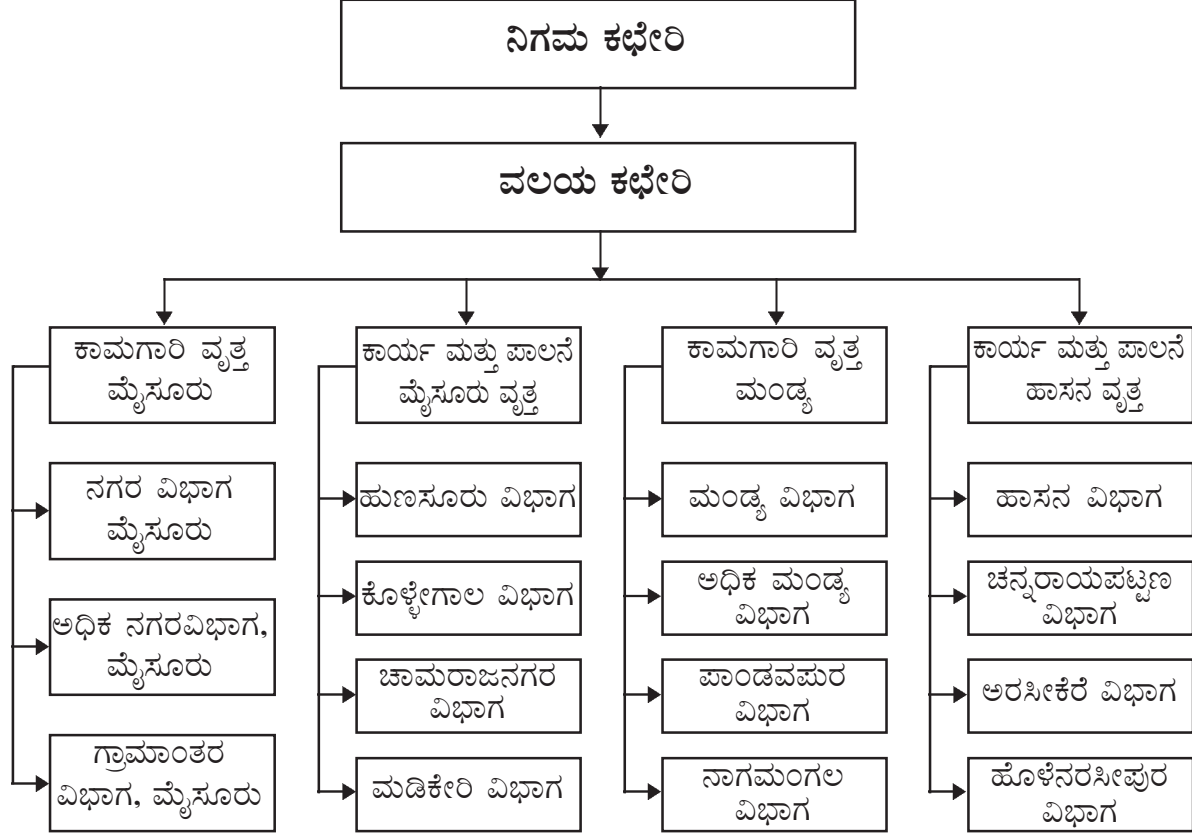 ನಿಗಮ ಕಛೇರಿ
ವಲಯ ಕಛೇರಿ
ಕಾಮಗಾರಿ ವೃತ್ತ
ಮೈಸೂರು
ನಗರ ವಿಭಾಗ
ಮೈಸೂರು
ಅಧಿಕ ನಗರವಿಭಾಗ,
ಮೈಸೂರು
ಗ್ರಾಮಾಂತರ
ವಿಭಾಗ, ಮೈಸೂರು
ಕಾರ್ಯ ಮತ್ತು ಪಾಲನೆ
ಮೈಸೂರು ವೃತ್ತ
ಹುಣಸೂರು ವಿಭಾಗ
ಕೊಳ್ಳೇಗಾಲ ವಿಭಾಗ
ಚಾಮರಾಜನಗರ
ವಿಭಾಗ
ಮಡಿಕೇರಿ ವಿಭಾಗ
ಕಾಮಗಾರಿ ವೃತ್ತ
ಮಂಡ್ಯ
ಮಂಡ್ಯ ವಿಭಾಗ
ಅಧಿಕ ಮಂಡ್ಯ
ವಿಭಾಗ
ಪಾಂಡವಪುರ
ವಿಭಾಗ
ನಾಗಮಂಗಲ
ವಿಭಾಗ
ಕಾರ್ಯ ಮತ್ತು ಪಾಲನೆ
ಹಾಸನ ವೃತ್ತ
ಹಾಸನ ವಿಭಾಗ
ಚನ್ನರಾಯಪಟ್ಟಣ
ವಿಭಾಗ
ಅರಸೀಕೆರೆ ವಿಭಾಗ
ಹೊಳೆನರಸೀಪುರ
ವಿಭಾಗ